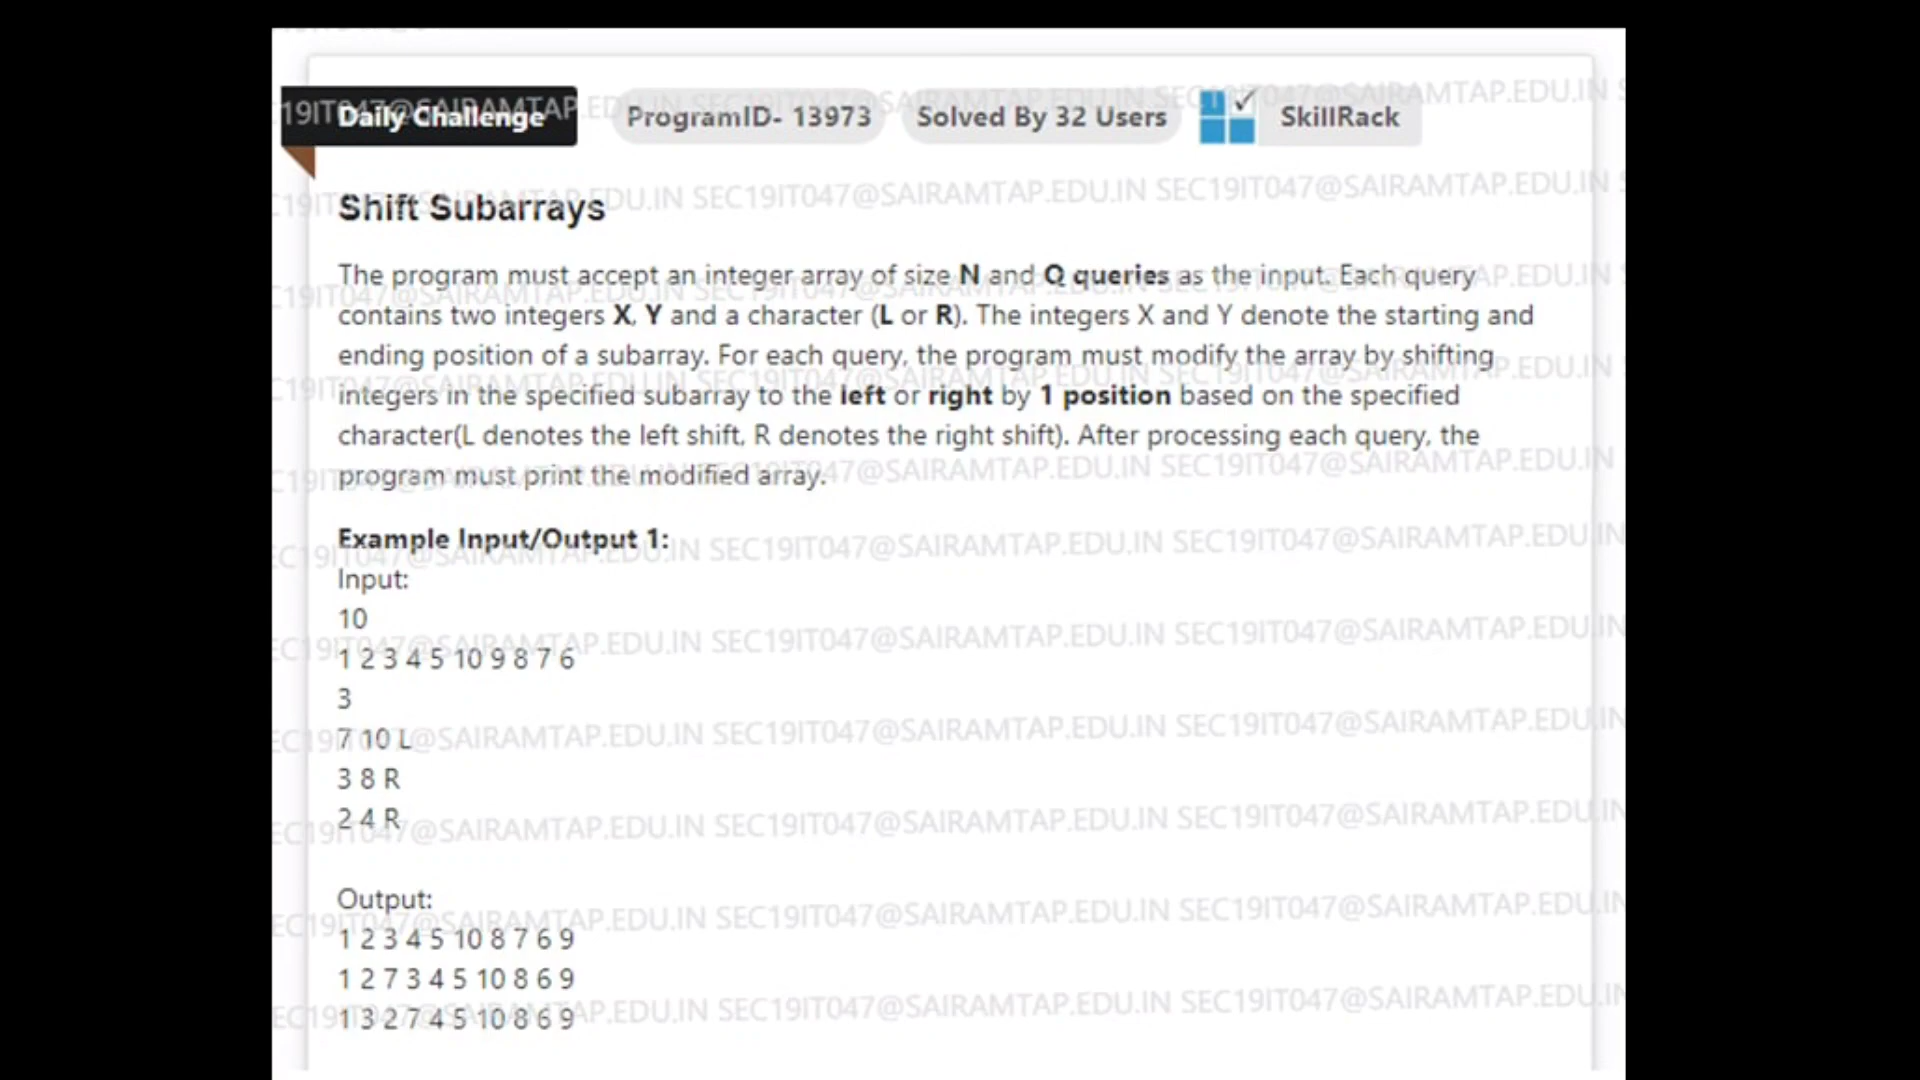 Daily Challenge
ProgramID- 13973
Solved By 32 Users
SkillRack
Shift Subarrays
The program must accept an integer array of size N and Q queries as the input. Each query
contains two integers X, Y and a character (L or R). The integers X and Y denote the starting and
ending position of a subarray. For each query, the program must modify the array by shifting
integers in the specified subarray to the left or right by 1 position based on the specified
character(L denotes the left shift, R denotes the right shift). After processing each query, the
program must print the modified array.
Example Input/Output 1:
Input:
10
1 2 3 4 5 10 9 8 7 6
3
7 10 L
3 8 R
2 4 R
Output:
1 2 3 4 5 10 8 7 6 9
1 2 7 3 4 5 10 8 6 9
1 3 2 7 4 5 10 8 6 9
SEC19IT047@SAIRAMTAP.EDU.IN